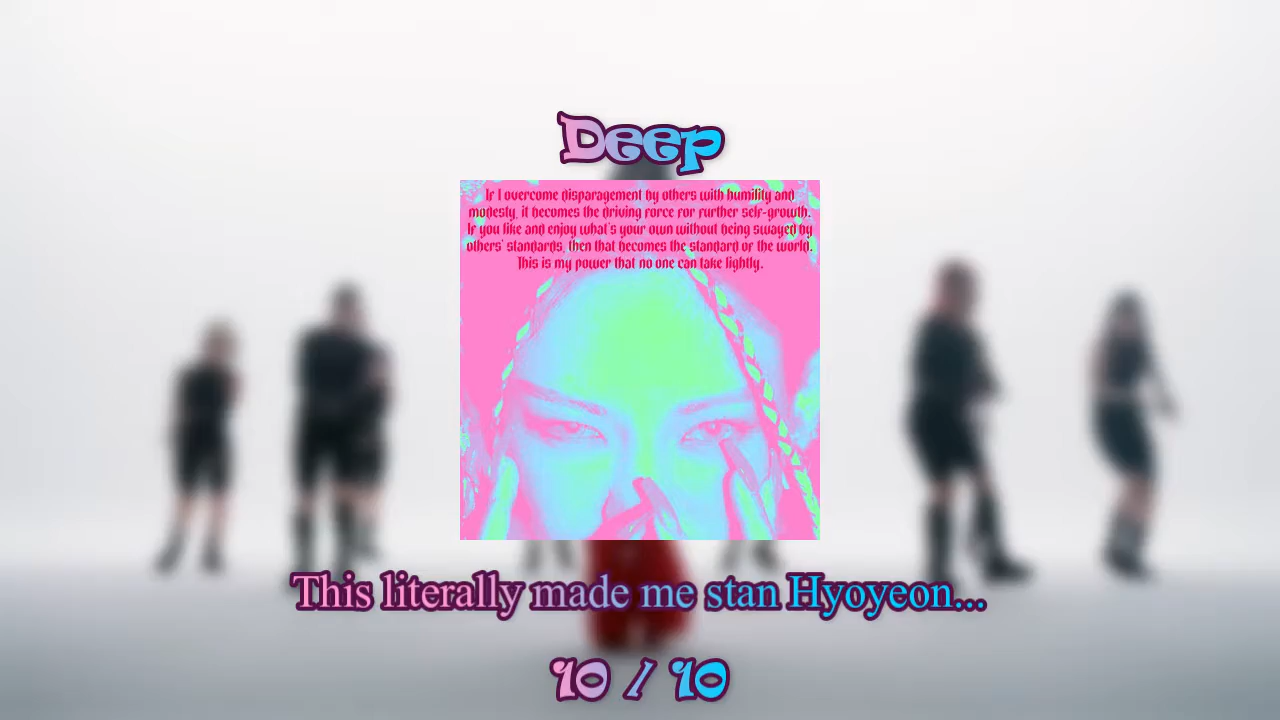 Deep
If I overcome disparagement by others with humility and
modesty, it becomes the driving force for further self-growth.
If you like and enjoy what's your own without being swayed by
others' standards, then that becomes the standard of the world.
This is my power that no one can take lightly.
This literally made me stan Hyoyeon...
10 / 10